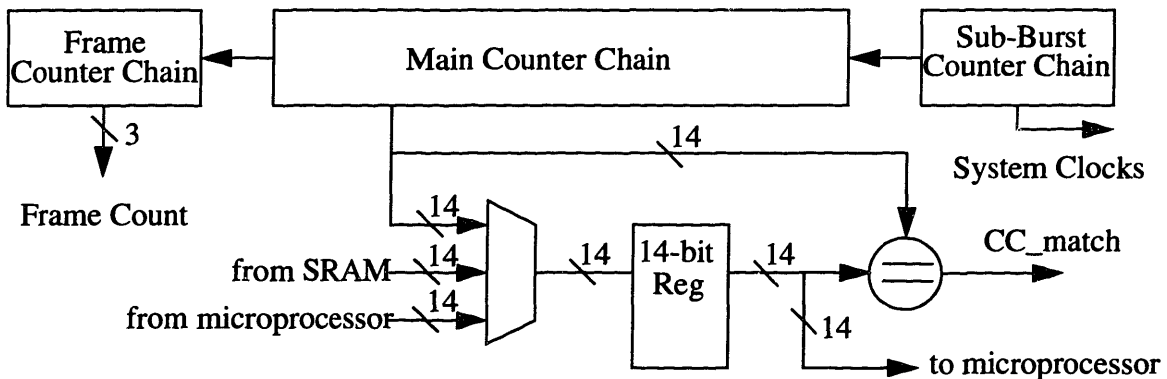 Frame
Counter Chain
Main Counter Chain
Sub-Burst
Counter Chain
3
14
System Clocks
Frame Count
14
CC_match
from SRAM
14
14
14-bit
Reg
14
from microprocessor
14
14
to microprocessor